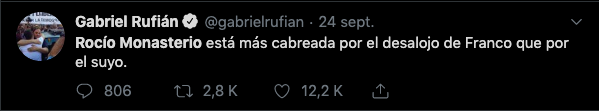 Gabriel Rufián @gabrielrufian · 24 sept.
Rocío Monasterio está más cabreada por el desalojo de Franco que por
el suyo.
806 2,8 K 12,2 K